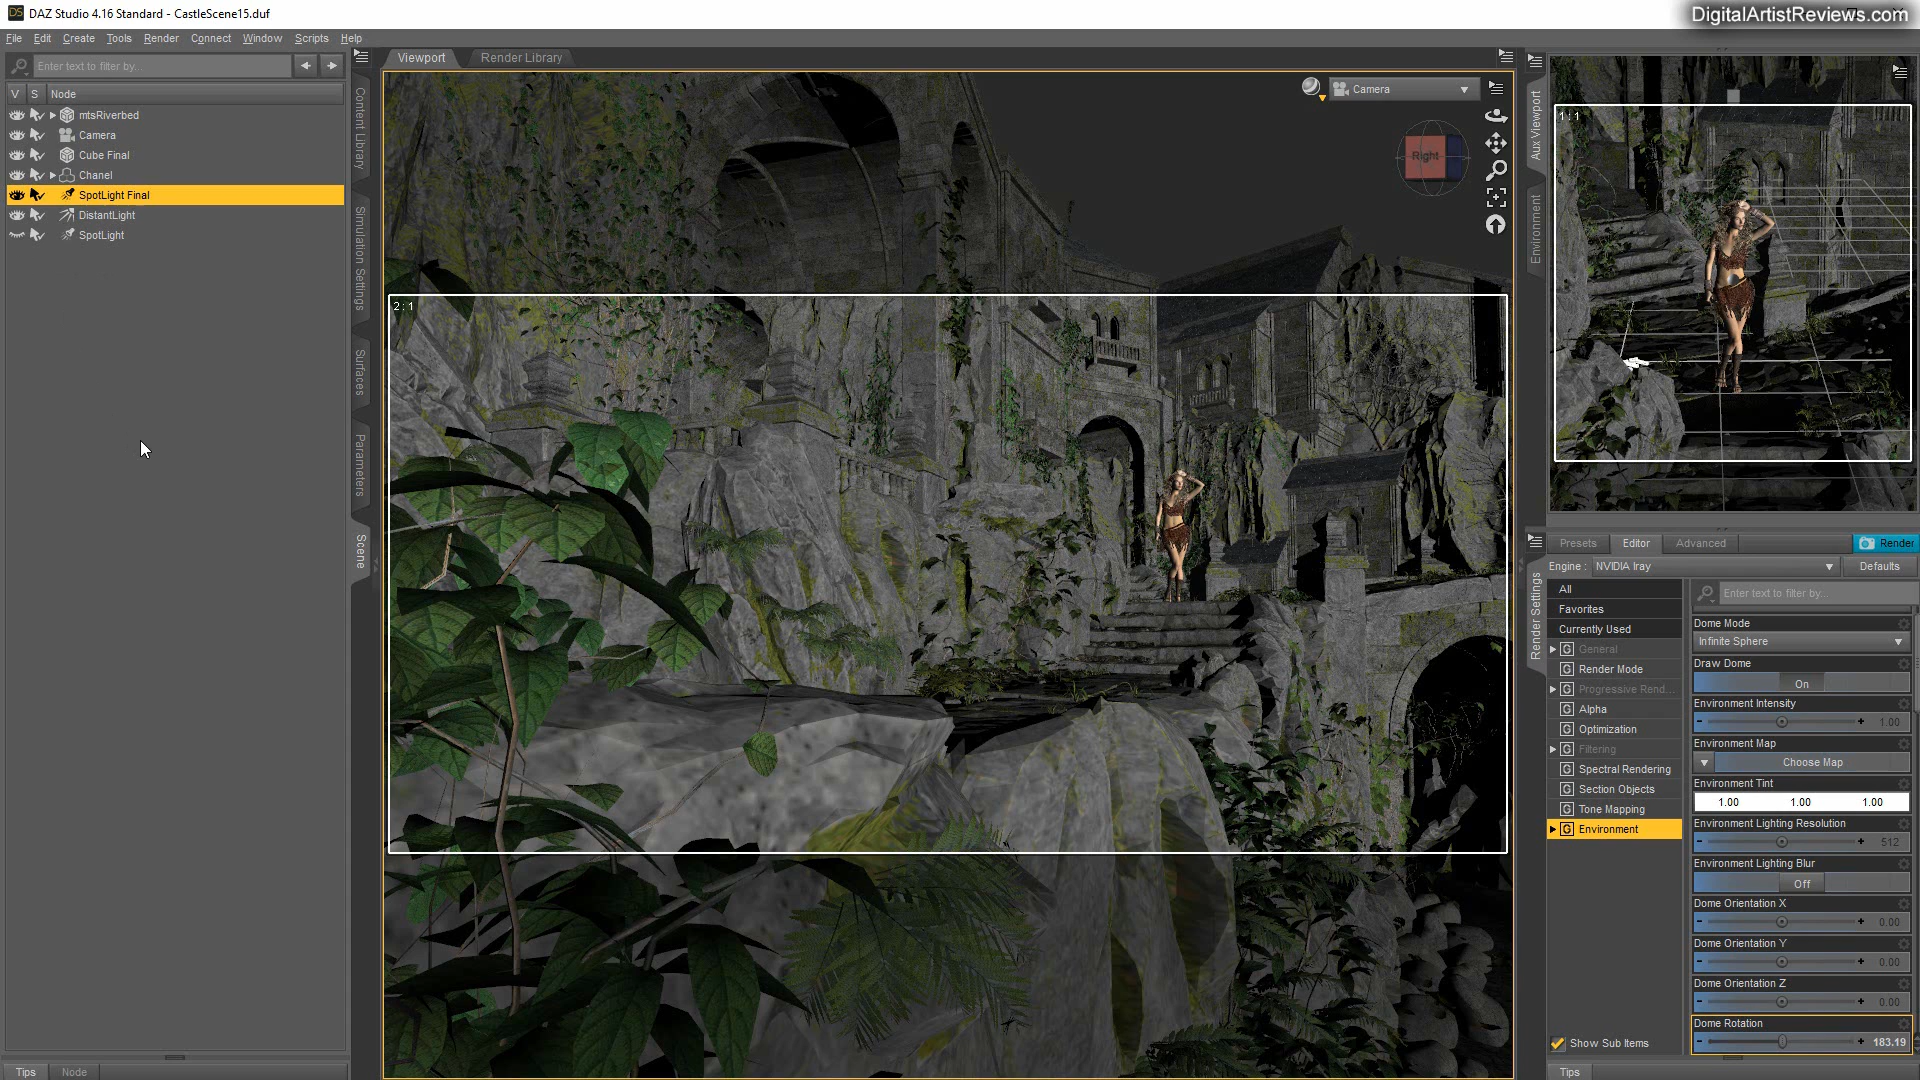 DAZ Studio 4.16 Standard - CastleScene15.duf
DigitalArtistReviews.com
File Edit Create Tools Render Connect Window Scripts Help
Enter text to filter by...
V S Node
mtsRiverbed
Camera
Cube Final
Chanel
SpotLight Final
DistantLight
SpotLight
Tips Node
Content Library
Simulation Settings
Surfaces
Parameters
Scene
Viewport Render Library
Camera
Right
2 : 1
Aux Viewport
Environment
1 : 1
Render Settings
Presets Editor Advanced Render
Engine : NVIDIA Iray Defaults
All
Favorites
Currently Used
General
Render Mode
Progressive Rend...
Alpha
Optimization
Filtering
Spectral Rendering
Section Objects
Tone Mapping
Environment
Show Sub Items
Enter text to filter by...
Dome Mode
Infinite Sphere
Draw Dome
On
Environment Intensity
1.00
Environment Map
Choose Map
Environment Tint
1.00 1.00 1.00
Environment Lighting Resolution
512
Environment Lighting Blur
Off
Dome Orientation X
0.00
Dome Orientation Y
0.00
Dome Orientation Z
0.00
Dome Rotation
183.19
Tips